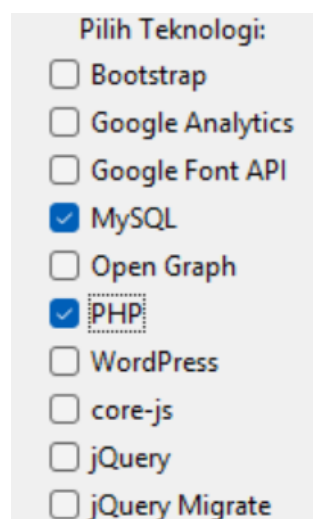 Pilih Teknologi:
Bootstrap
Google Analytics
Google Font API
MySQL
Open Graph
PHP
WordPress
core-js
jQuery
jQuery Migrate